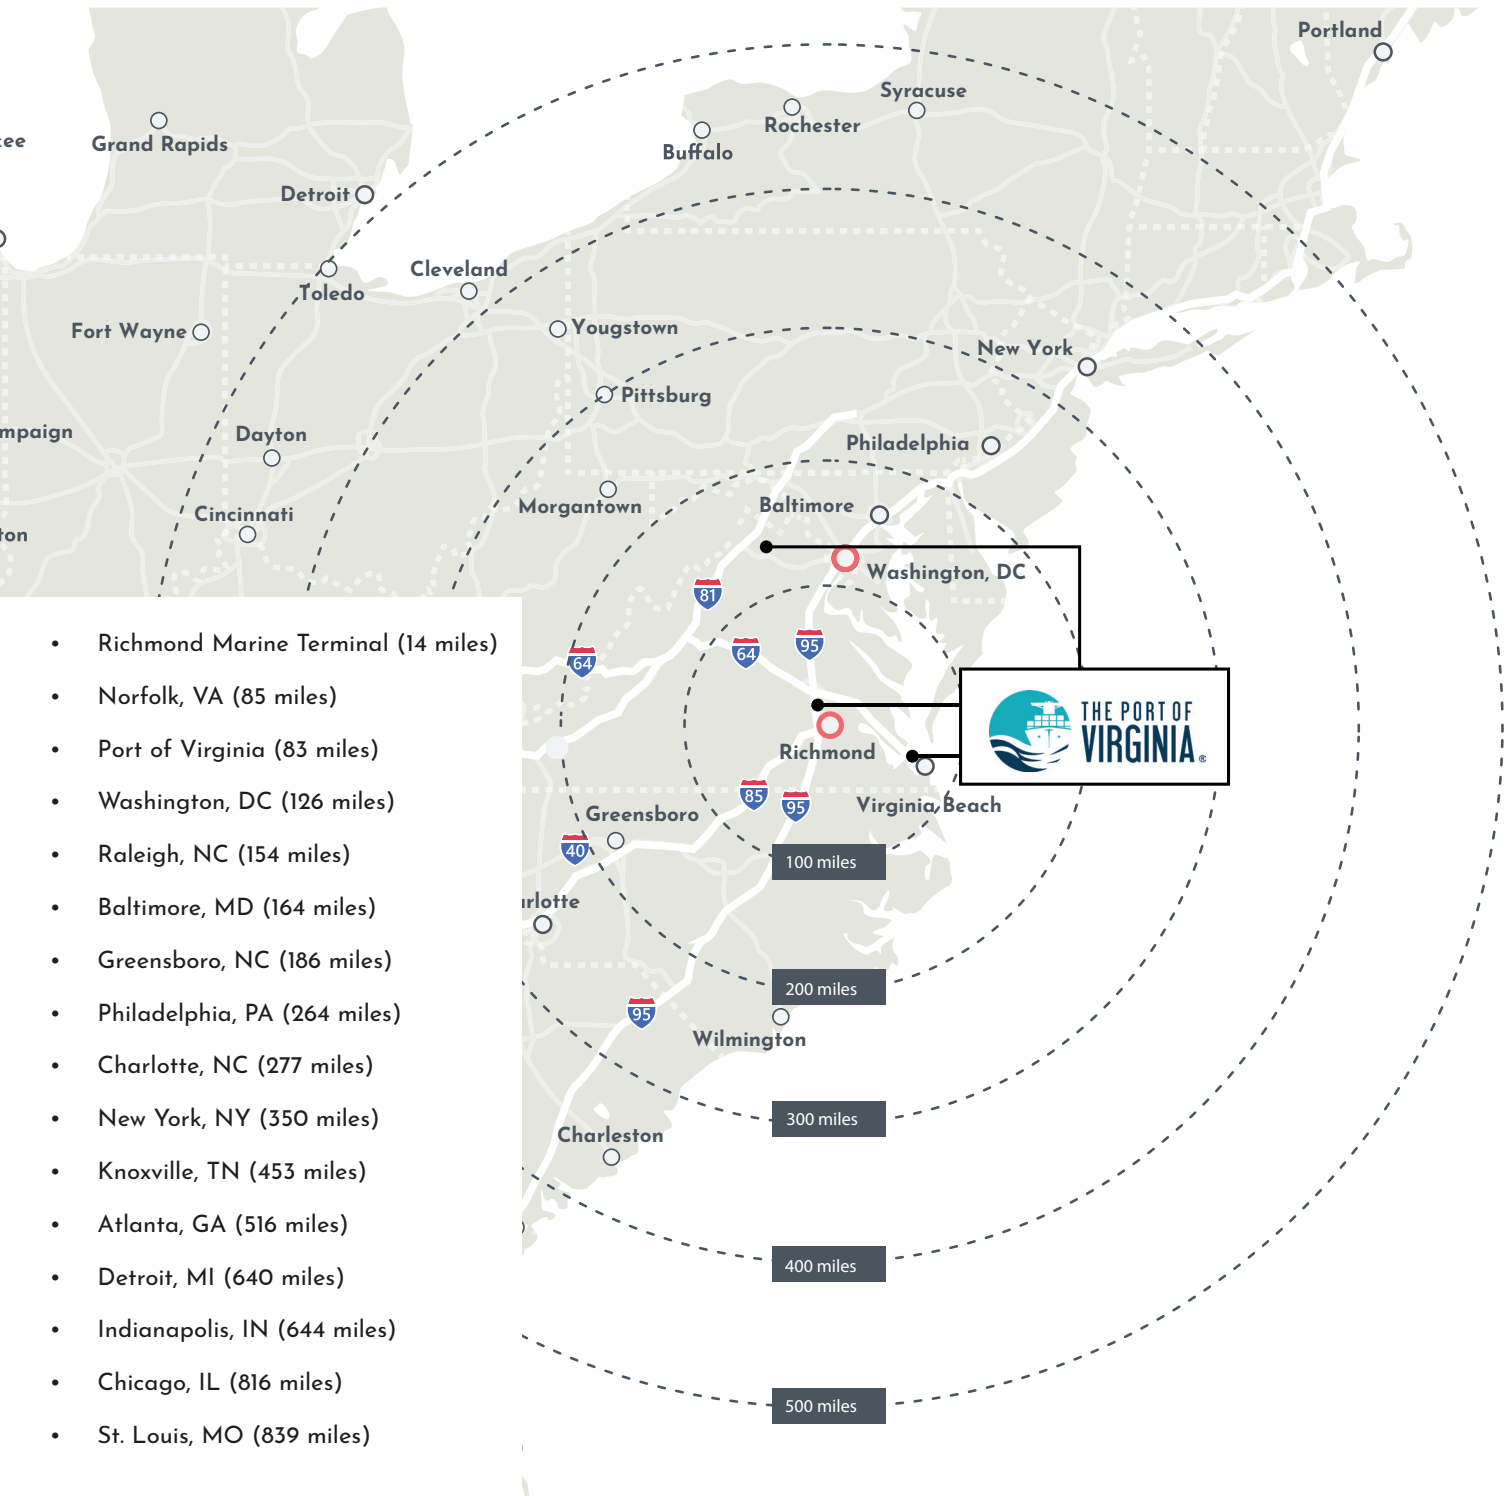 Portland
Syracuse
Rochester
Buffalo
Grand Rapids
Detroit
Cleveland
Toledo
Fort Wayne
Yougstown
New York
Pittsburg
Dayton
Philadelphia
Morgantown
Baltimore
Cincinnati
Washington, DC
81
64
64
95
THE PORT OF
VIRGINIA®
Richmond
85
95
Virginia Beach
Greensboro
40
100 miles
200 miles
95
Wilmington
300 miles
Charleston
400 miles
500 miles
• Richmond Marine Terminal (14 miles)
• Norfolk, VA (85 miles)
• Port of Virginia (83 miles)
• Washington, DC (126 miles)
• Raleigh, NC (154 miles)
• Baltimore, MD (164 miles)
• Greensboro, NC (186 miles)
• Philadelphia, PA (264 miles)
• Charlotte, NC (277 miles)
• New York, NY (350 miles)
• Knoxville, TN (453 miles)
• Atlanta, GA (516 miles)
• Detroit, MI (640 miles)
• Indianapolis, IN (644 miles)
• Chicago, IL (816 miles)
• St. Louis, MO (839 miles)